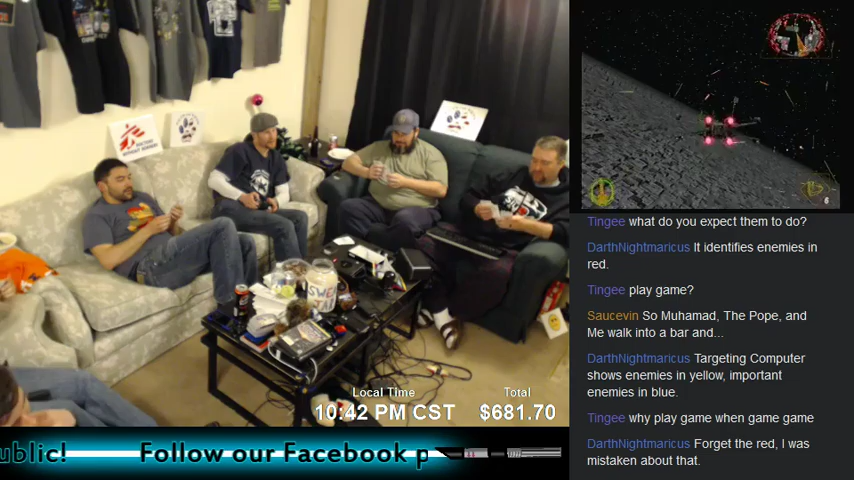 SWEAR
JAR
Local Time
Total
10:42 PM CST
$681.70
ublic!
Follow our Facebook p
6
Tingee what do you expect them to do?
DarthNightmaricus It identifies enemies in
red.
Tingee play game?
Saucevin So Muhamad, The Pope, and
Me walk into a bar and...
DarthNightmaricus Targeting Computer
shows enemies in yellow, important
enemies in blue.
Tingee why play game when game game
DarthNightmaricus Forget the red, I was
mistaken about that.